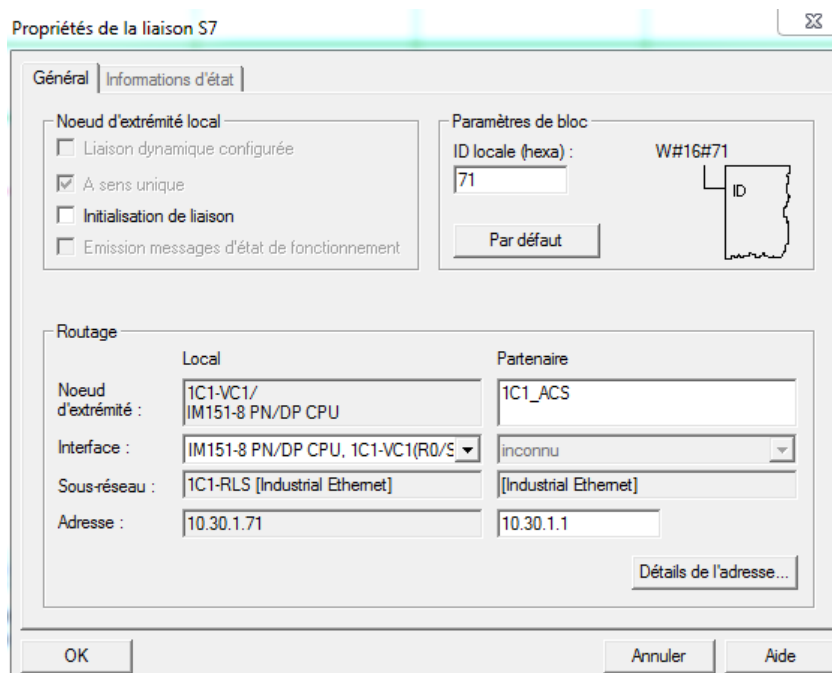 Propriétés de la liaison S7
Général Informations d'état
Noeud d'extrémité local
Liaison dynamique configurée
A sens unique
Initialisation de liaison
Emission messages d'état de fonctionnement
Paramètres de bloc
ID locale (hexa) :
71
W#16#71
ID
Par défaut
Routage
Local Partenaire
Noeud d'extrémité : 1C1-VC1/ IM151-8 PN/DP CPU 1C1_ACS
Interface : IM151-8 PN/DP CPU, 1C1-VC1(R0/S inconnu
Sous-réseau : 1C1-RLS [Industrial Ethernet] [Industrial Ethernet]
Adresse : 10.30.1.71 10.30.1.1
Détails de l'adresse...
OK Annuler Aide